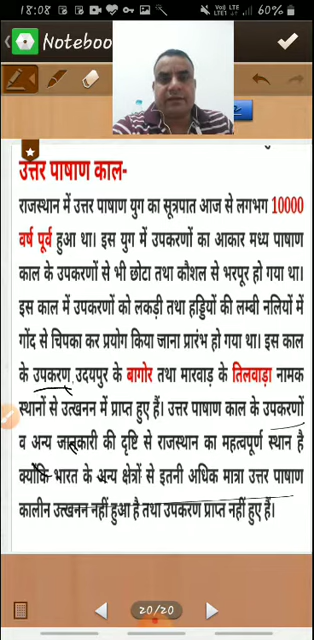 18:08
VoD LTE
LTE1
60%
Noteboo
उत्तर पाषाण काल-
राजस्थान में उत्तर पाषाण युग का सूत्रपात आज से लगभग 10000
वर्ष पूर्व हुआ था। इस युग में उपकरणों का आकार मध्य पाषाण
काल के उपकरणों से भी छोटा तथा कौशल से भरपूर हो गया था।
इस काल में उपकरणों को लकड़ी तथा हड्डियों की लम्बी नलियों में
गोंद से चिपका कर प्रयोग किया जाना प्रारंभ हो गया था। इस काल
के उपकरण उदयपुर के बागोर तथा मारवाड़ के तिलवाड़ा नामक
स्थानों से उत्खनन में प्राप्त हुए हैं। उत्तर पाषाण काल के उपकरणों
व अन्य जानकारी की दृष्टि से राजस्थान का महत्वपूर्ण स्थान है
क्योंकि भारत के अन्य क्षेत्रों से इतनी अधिक मात्रा उत्तर पाषाण
कालीन उत्खनन नहीं हुआ है तथा उपकरण प्राप्त नहीं हुए हैं।
20/20